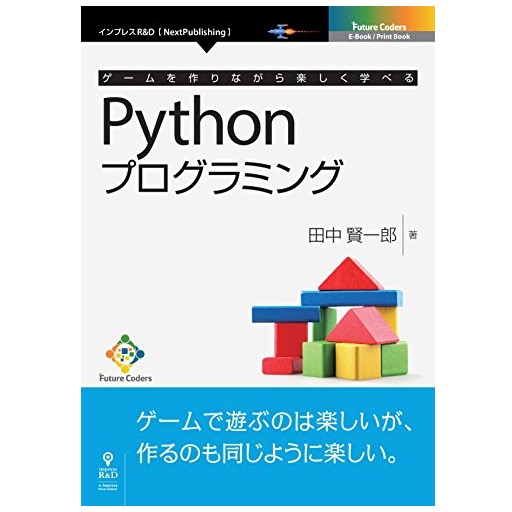 インプレスR&D［NextPublishing］
Future Coders
E-Book / Print Book
ゲームを作りながら楽しく学べる
Python
プログラミング
田中 賢一郎 | 著
Future Coders
ゲームで遊ぶのは楽しいが、
作るのも同じように楽しい。
impress
R&D